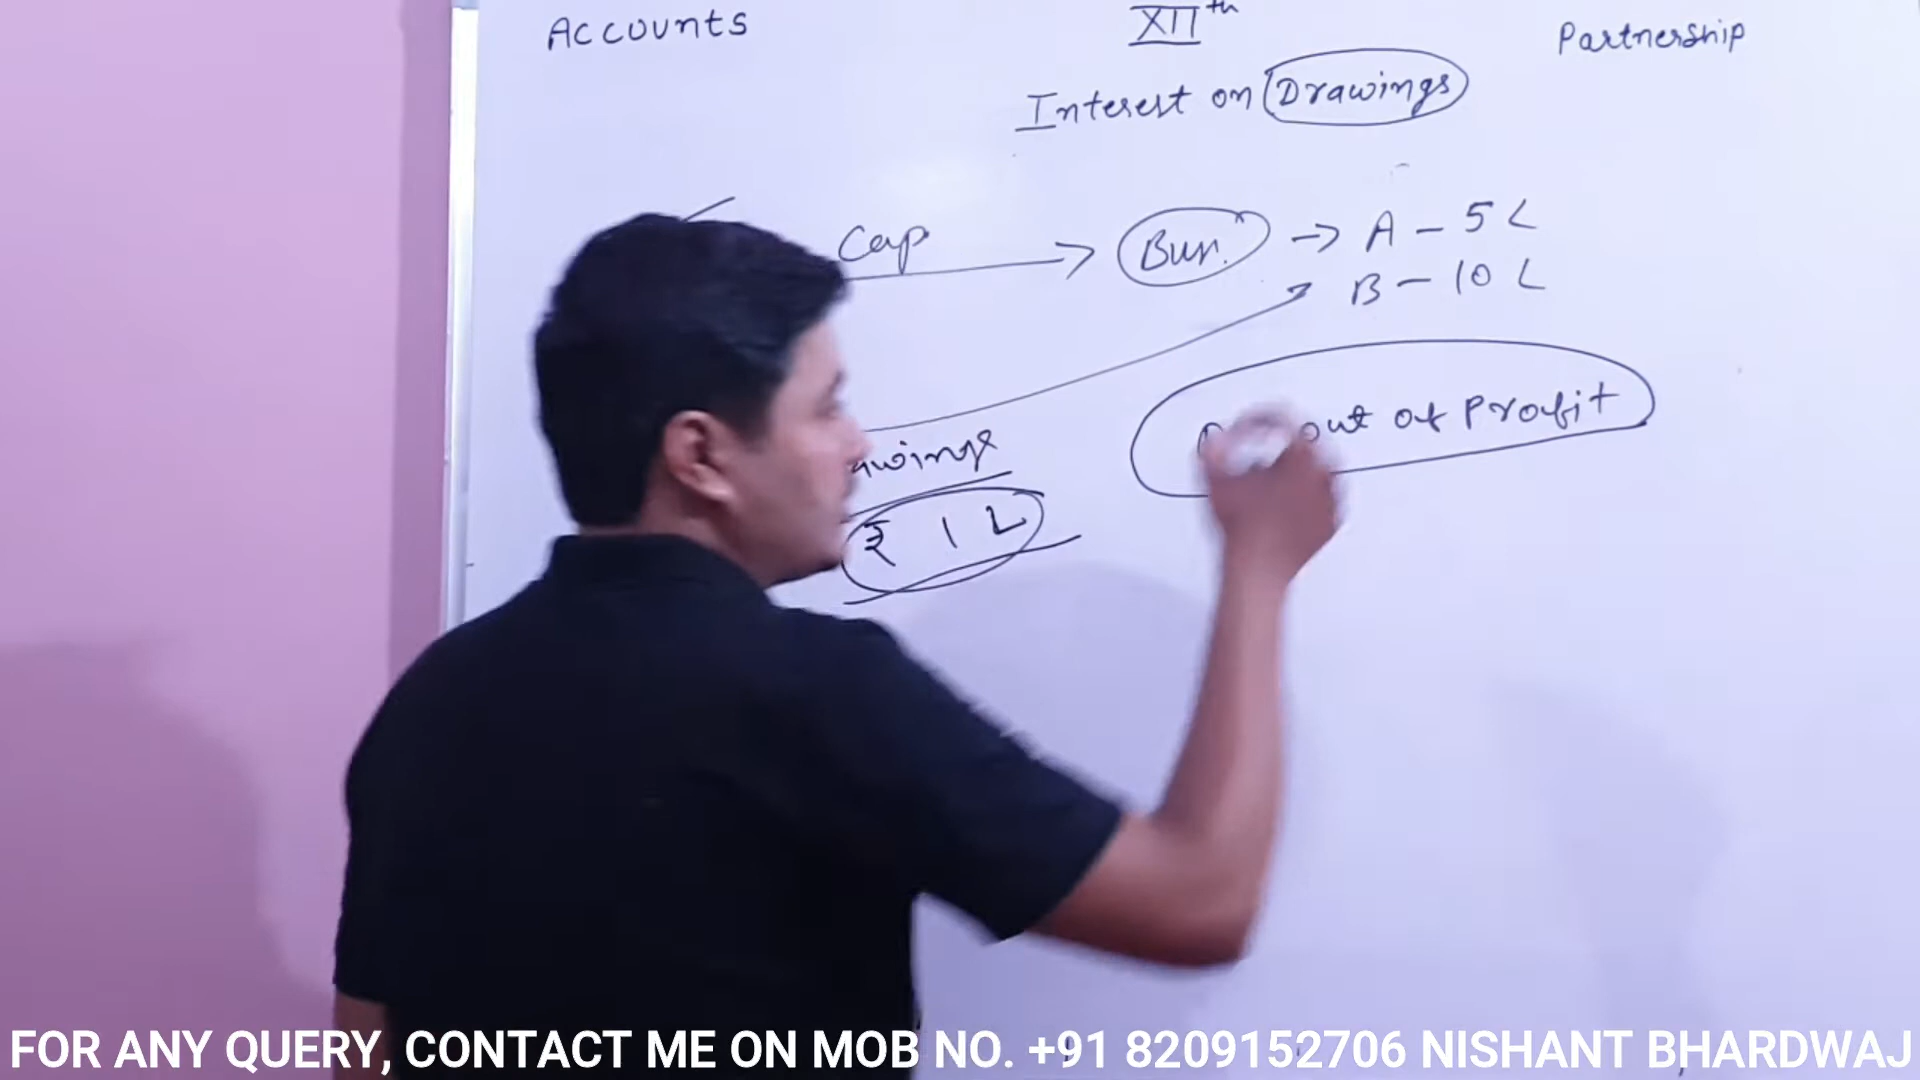 Accounts
XIIth
Partnership
Interest on Drawings
Cap
Bus.
A - 5 L
B - 10 L
out of Profit
awings
₹ 1 L
FOR ANY QUERY, CONTACT ME ON MOB NO. +91 8209152706 NISHANT BHARDWAJ